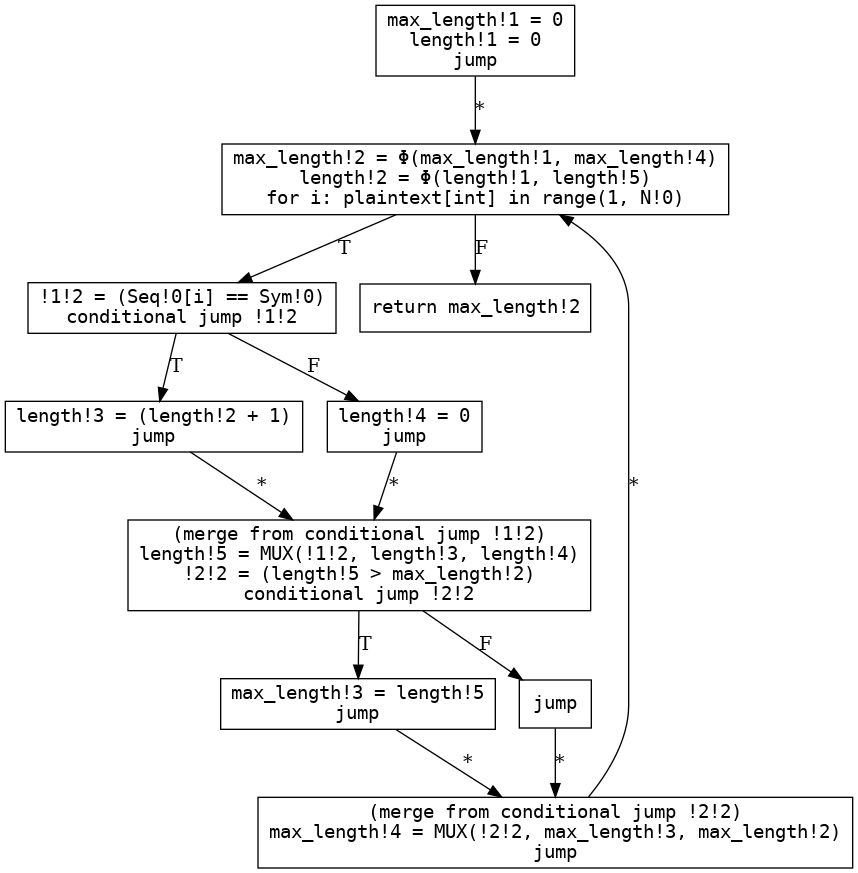 max_length!1 = 0
length!1 = 0
jump
*
max_length!2 = Φ(max_length!1, max_length!4)
length!2 = Φ(length!1, length!5)
for i: plaintext[int] in range(1, N!0)
T
F
!1!2 = (Seq!0[i] == Sym!0)
conditional jump !1!2
return max_length!2
T
F
length!3 = (length!2 + 1)
jump
length!4 = 0
jump
*
*
*
(merge from conditional jump !1!2)
length!5 = MUX(!1!2, length!3, length!4)
!2!2 = (length!5 > max_length!2)
conditional jump !2!2
T
F
max_length!3 = length!5
jump
jump
*
*
(merge from conditional jump !2!2)
max_length!4 = MUX(!2!2, max_length!3, max_length!2)
jump